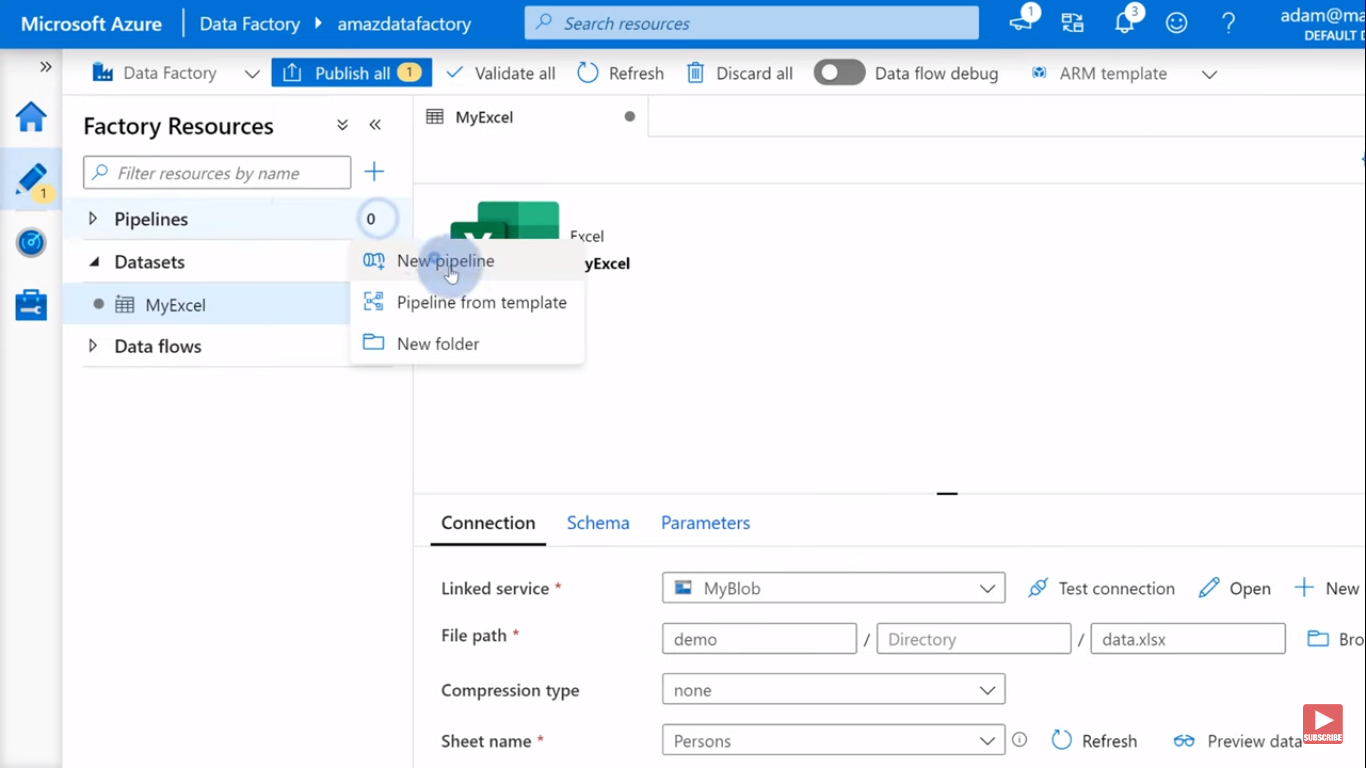 Microsoft Azure Data Factory amazdatafactory Search resources 1 3 adam@ma
DEFAULT D
Data Factory Publish all 1 Validate all Refresh Discard all Data flow debug ARM template
Factory Resources
MyExcel
Filter resources by name
1
Pipelines 0
Datasets
MyExcel
Data flows
New pipeline
Pipeline from template
New folder
Excel
yExcel
Connection Schema Parameters
Linked service * MyBlob Test connection Open New
File path * demo / Directory / data.xlsx Bro
Compression type none
Sheet name * Persons Refresh Preview data
SUBSCRIBE